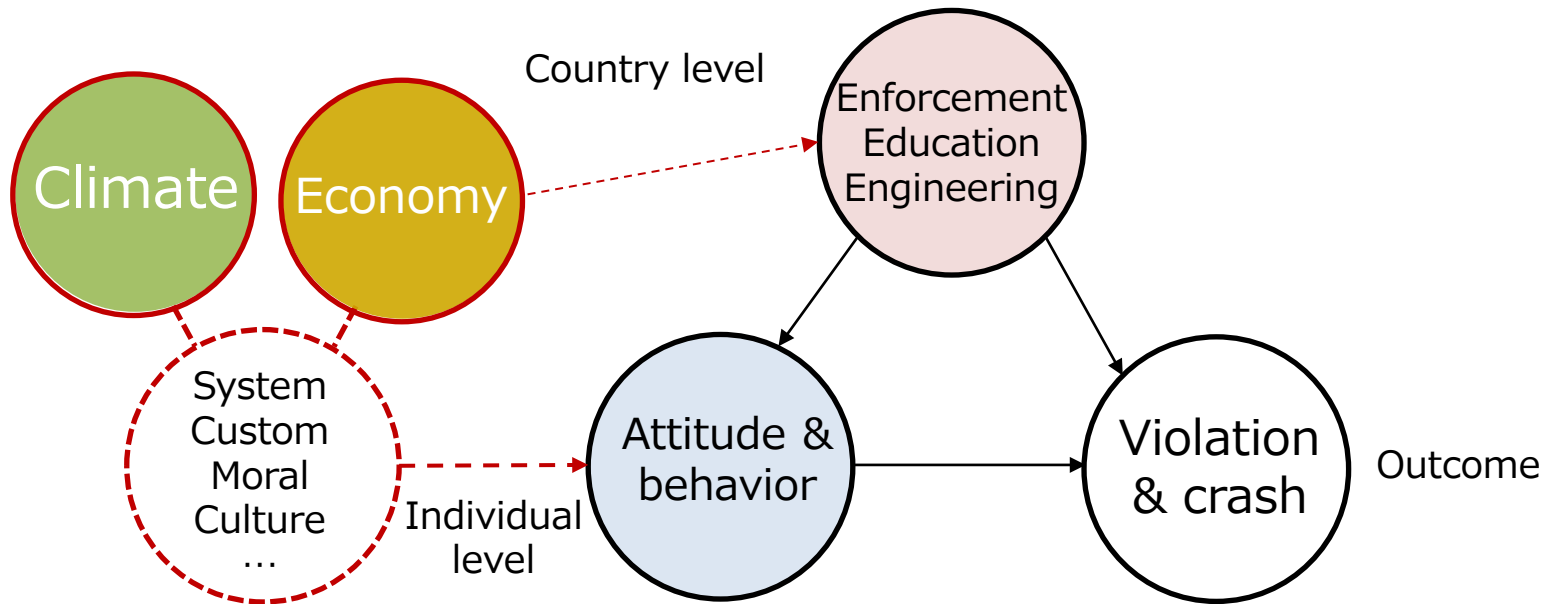 Country level
Climate
Economy
Enforcement
Education
Engineering
System
Custom
Moral
Culture
...
Individual
level
Attitude &
behavior
Violation
& crash
Outcome